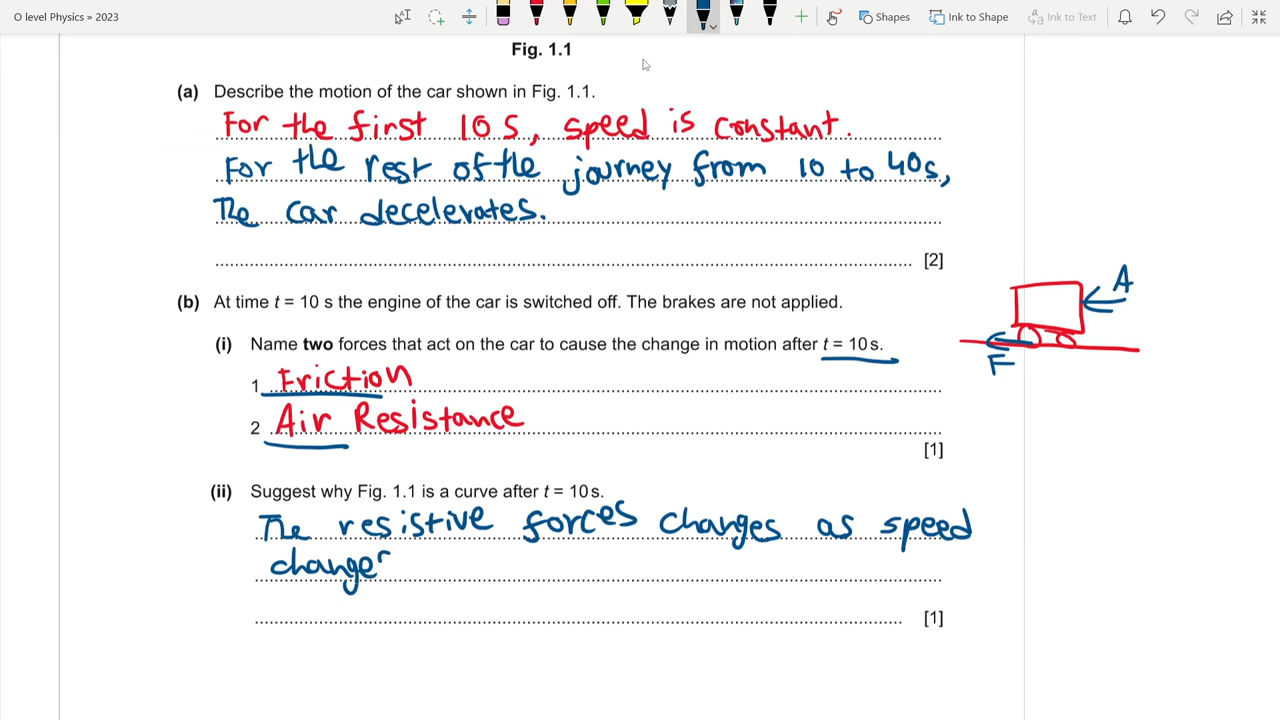 O level Physics » 2023
Shapes
Ink to Shape
Ink to Text
Fig. 1.1
(a) Describe the motion of the car shown in Fig. 1.1.
For the first 10 s, speed is constant.
For the rest of the journey from 10 to 40s,
The car decelerates.
[2]
(b) At time t = 10 s the engine of the car is switched off. The brakes are not applied.
(i) Name two forces that act on the car to cause the change in motion after t = 10 s.
1 Friction
2 Air Resistance
[1]
A
F
(ii) Suggest why Fig. 1.1 is a curve after t = 10 s.
The resistive forces changes as speed
change
[1]